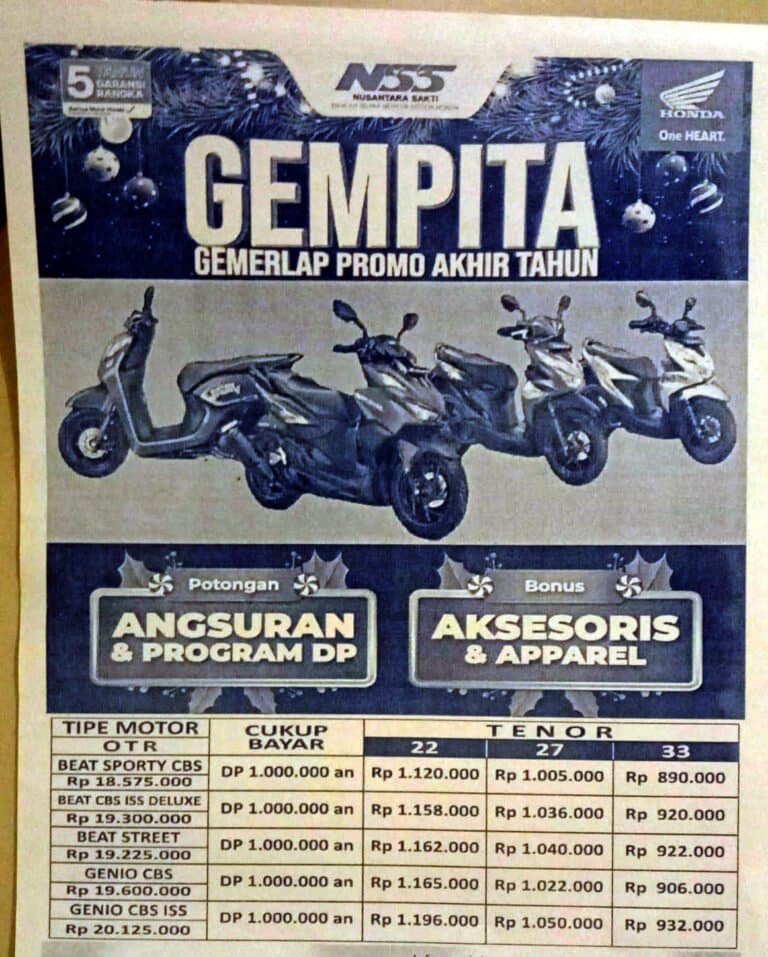 5 TAHUN
GARANSI
RANGKA
NSS
NUSANTARA SAKTI
HONDA
One HEART.
GEMPITA
GEMERLAP PROMO AKHIR TAHUN
Potongan
ANGSURAN
& PROGRAM DP
Bonus
AKSESORIS
& APPAREL
TIPE MOTOR CUKUP BAYAR TENOR
OTR 22 27 33
BEAT SPORTY CBS
Rp 18.575.000 DP 1.000.000 an Rp 1.120.000 Rp 1.005.000 Rp 890.000
BEAT CBS ISS DELUXE
Rp 19.300.000 DP 1.000.000 an Rp 1.158.000 Rp 1.036.000 Rp 920.000
BEAT STREET
Rp 19.225.000 DP 1.000.000 an Rp 1.162.000 Rp 1.040.000 Rp 922.000
GENIO CBS
Rp 19.600.000 DP 1.000.000 an Rp 1.165.000 Rp 1.022.000 Rp 906.000
GENIO CBS ISS
Rp 20.125.000 DP 1.000.000 an Rp 1.196.000 Rp 1.050.000 Rp 932.000